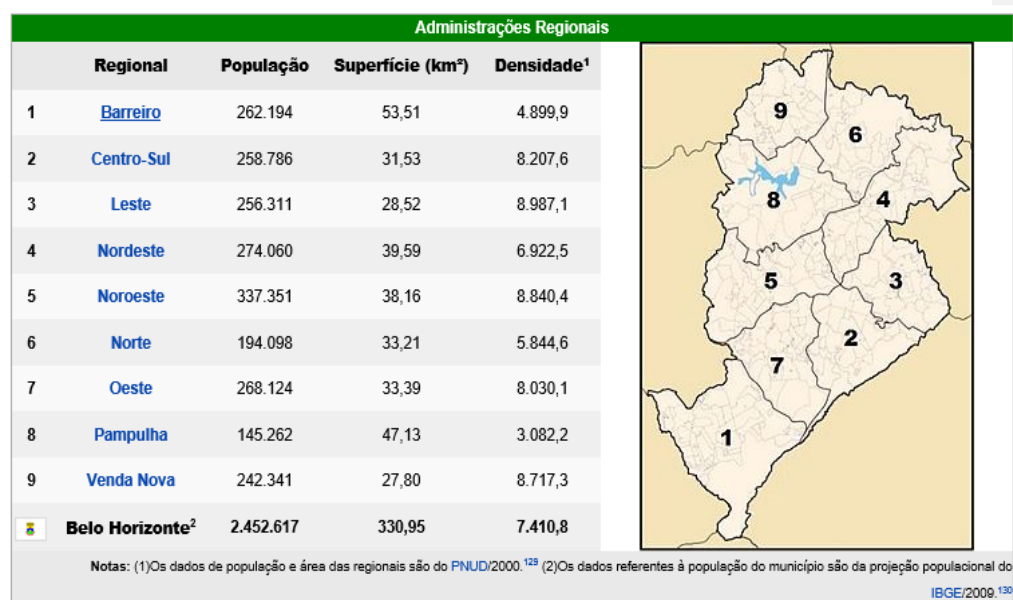 Administrações Regionais
Regional População Superfície (km²) Densidade¹
1 Barreiro 262.194 53,51 4.899,9
2 Centro-Sul 258.786 31,53 8.207,6
3 Leste 256.311 28,52 8.987,1
4 Nordeste 274.060 39,59 6.922,5
5 Noroeste 337.351 38,16 8.840,4
6 Norte 194.098 33,21 5.844,6
7 Oeste 268.124 33,39 8.030,1
8 Pampulha 145.262 47,13 3.082,2
9 Venda Nova 242.341 27,80 8.717,3
Belo Horizonte² 2.452.617 330,95 7.410,8
9
6
8
4
5
3
2
7
1
Notas: (1)Os dados de população e área das regionais são do PNUD/2000.¹²⁹ (2)Os dados referentes à população do município são da projeção populacional do
IBGE/2009.¹³⁰